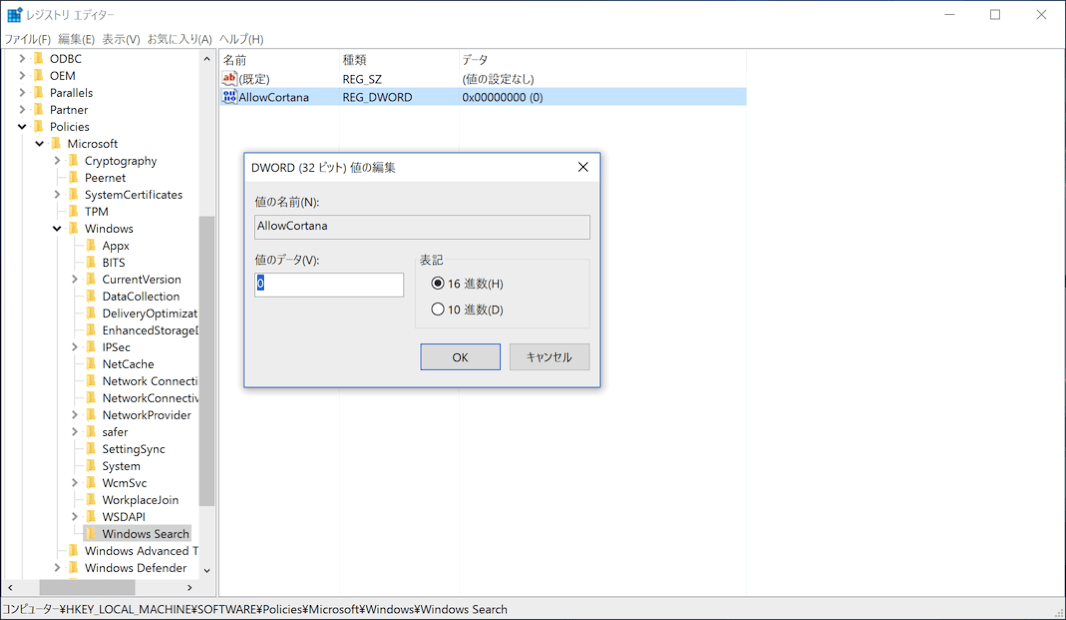 レジストリ エディター
ファイル(F) 編集(E) 表示(V) お気に入り(A) ヘルプ(H)
ODBC
OEM
Parallels
Partner
Policies
Microsoft
Cryptography
Peernet
SystemCertificates
TPM
Windows
Appx
BITS
CurrentVersion
DataCollection
DeliveryOptimizat
EnhancedStorageD
IPSec
NetCache
Network Connecti
NetworkConnectiv
NetworkProvider
safer
SettingSync
System
WcmSvc
WorkplaceJoin
WSDAPI
Windows Search
Windows Advanced T
Windows Defender
名前 種類 データ
ab (既定) REG_SZ (値の設定なし)
AllowCortana REG_DWORD 0x00000000 (0)
DWORD (32 ビット) 値の編集
値の名前(N):
AllowCortana
値のデータ(V):
0
表記
16 進数(H)
10 進数(D)
OK キャンセル
コンピューター¥HKEY_LOCAL_MACHINE¥SOFTWARE¥Policies¥Microsoft¥Windows¥Windows Search